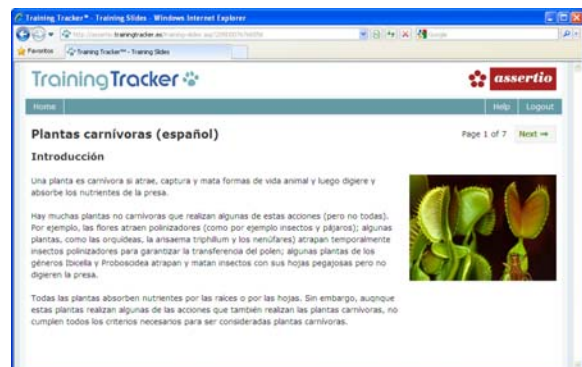 Training Tracker™ - Training Slides - Windows Internet Explorer
Favoritos
Training Tracker™ - Training Slides
Google
TrainingTracker
assertio
Home
Help
Logout
Plantas carnívoras (español)
Page 1 of 7
Next
Introducción
Una planta es carnívora si atrae, captura y mata formas de vida animal y luego digiere y
absorbe los nutrientes de la presa.
Hay muchas plantas no carnívoras que realizan algunas de estas acciones (pero no todas).
Por ejemplo, las flores atraen polinizadores (como por ejemplo insectos y pájaros); algunas
plantas, como las orquídeas, la arisaema triphillum y los nenúfares) atrapan temporalmente
insectos polinizadores para garantizar la transferencia del polen; algunas plantas de los
géneros Ibicella y Proboscidea atrapan y matan insectos con sus hojas pegajosas pero no
digieren la presa.
Todas las plantas absorben nutrientes por las raíces o por las hojas. Sin embargo, aunque
estas plantas realizan algunas de las acciones que también realizan las plantas carnívoras, no
cumplen todos los criterios necesarios para ser consideradas plantas carnívoras.